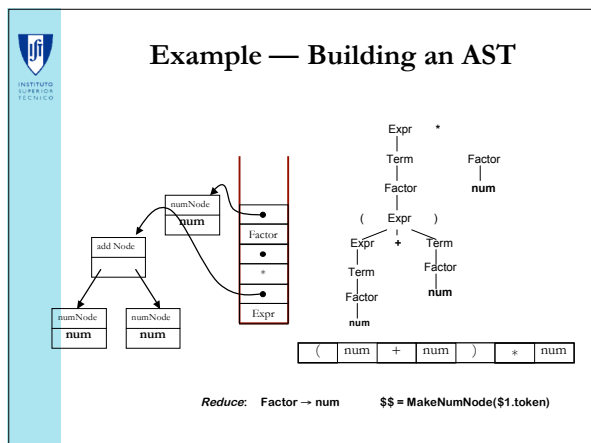 INSTITUTO
SUPERIOR
TÉCNICO
Example — Building an AST
Expr *
Term Factor
Factor num
( Expr )
Expr + Term
Term Factor
Factor num
num
numNode
num
add Node
numNode
num
numNode
num
Factor
*
Expr
( num + num ) * num
Reduce: Factor → num $$ = MakeNumNode($1.token)